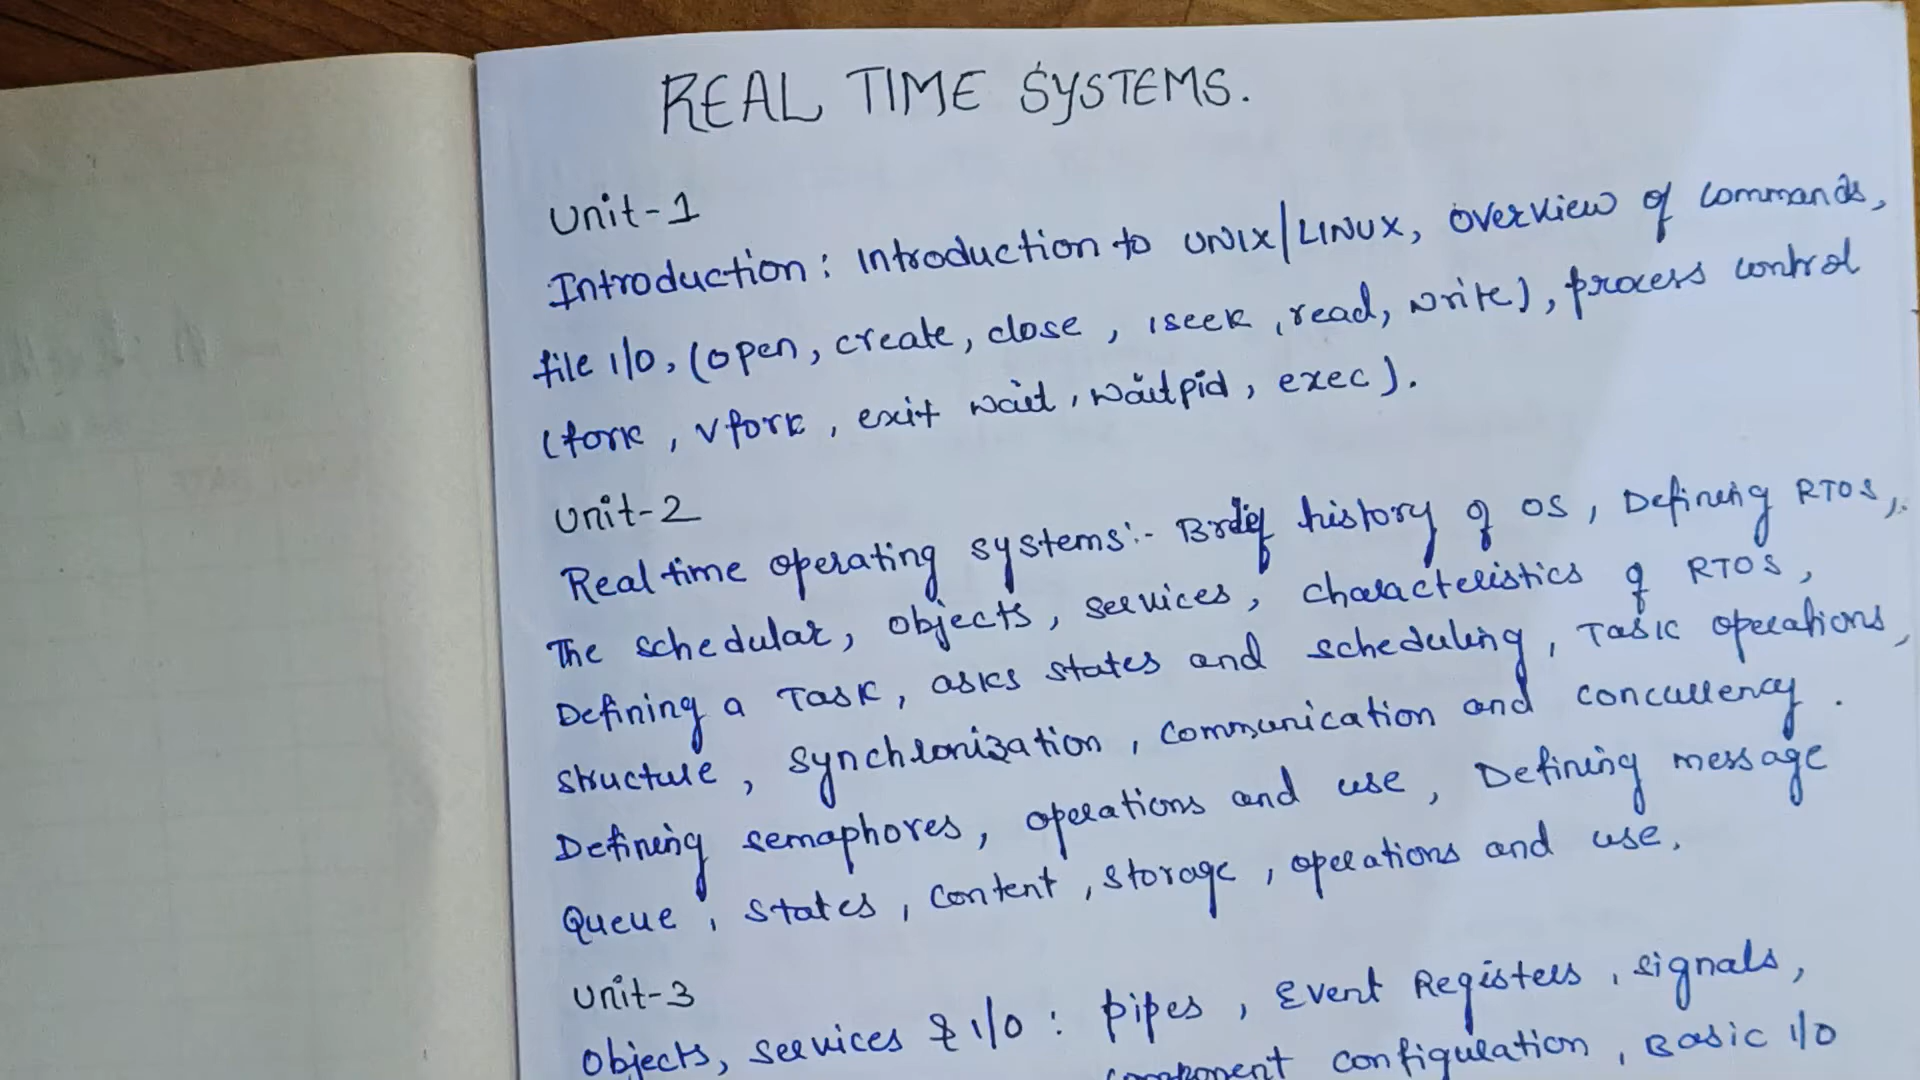 REAL TIME SYSTEMS.
Unit-1
Introduction: Introduction to UNIX/LINUX, overview of commands,
file I/O, (open, create, close, lseek, read, write), process control
(fork, vfork, exit wait, waitpid, exec).
Unit-2
Real time operating systems:- Brief history of OS, Defining RTOS,
The schedular, objects, services, characteristics of RTOS,
Defining a Task, asks states and scheduling, Task operations,
structure, synchronization, communication and concurrency.
Defining semaphores, operations and use, Defining message
Queue, states, content, storage, operations and use.
Unit-3
Objects, services & I/O: pipes, Event Registers, signals,
component configuration, Basic I/O